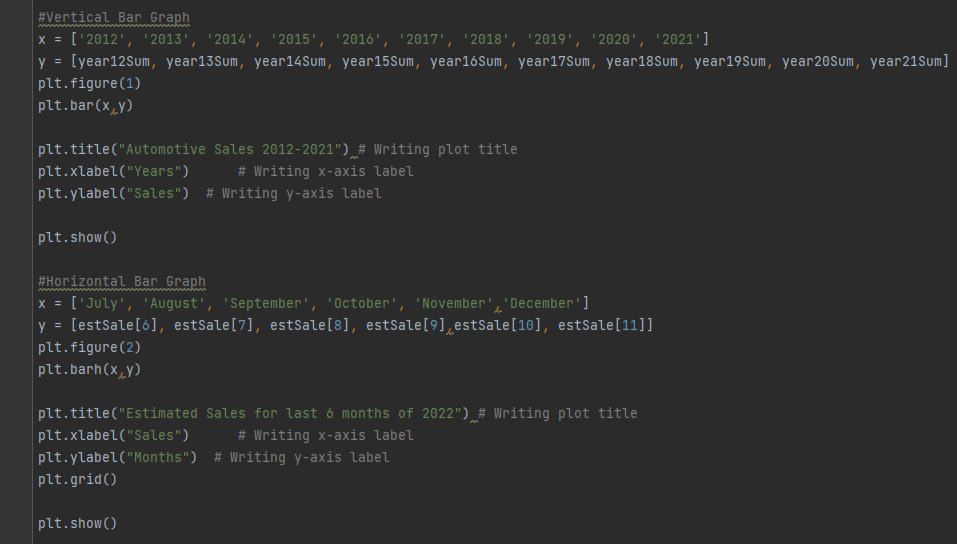 #Vertical Bar Graph
x = ['2012', '2013', '2014', '2015', '2016', '2017', '2018', '2019', '2020', '2021']
y = [year12Sum, year13Sum, year14Sum, year15Sum, year16Sum, year17Sum, year18Sum, year19Sum, year20Sum, year21Sum]
plt.figure(1)
plt.bar(x,y)
plt.title("Automotive Sales 2012-2021") # Writing plot title
plt.xlabel("Years")      # Writing x-axis label
plt.ylabel("Sales")  # Writing y-axis label
plt.show()
#Horizontal Bar Graph
x = ['July', 'August', 'September', 'October', 'November','December']
y = [estSale[6], estSale[7], estSale[8], estSale[9],estSale[10], estSale[11]]
plt.figure(2)
plt.barh(x,y)
plt.title("Estimated Sales for last 6 months of 2022") # Writing plot title
plt.xlabel("Sales")      # Writing x-axis label
plt.ylabel("Months")  # Writing y-axis label
plt.grid()
plt.show()